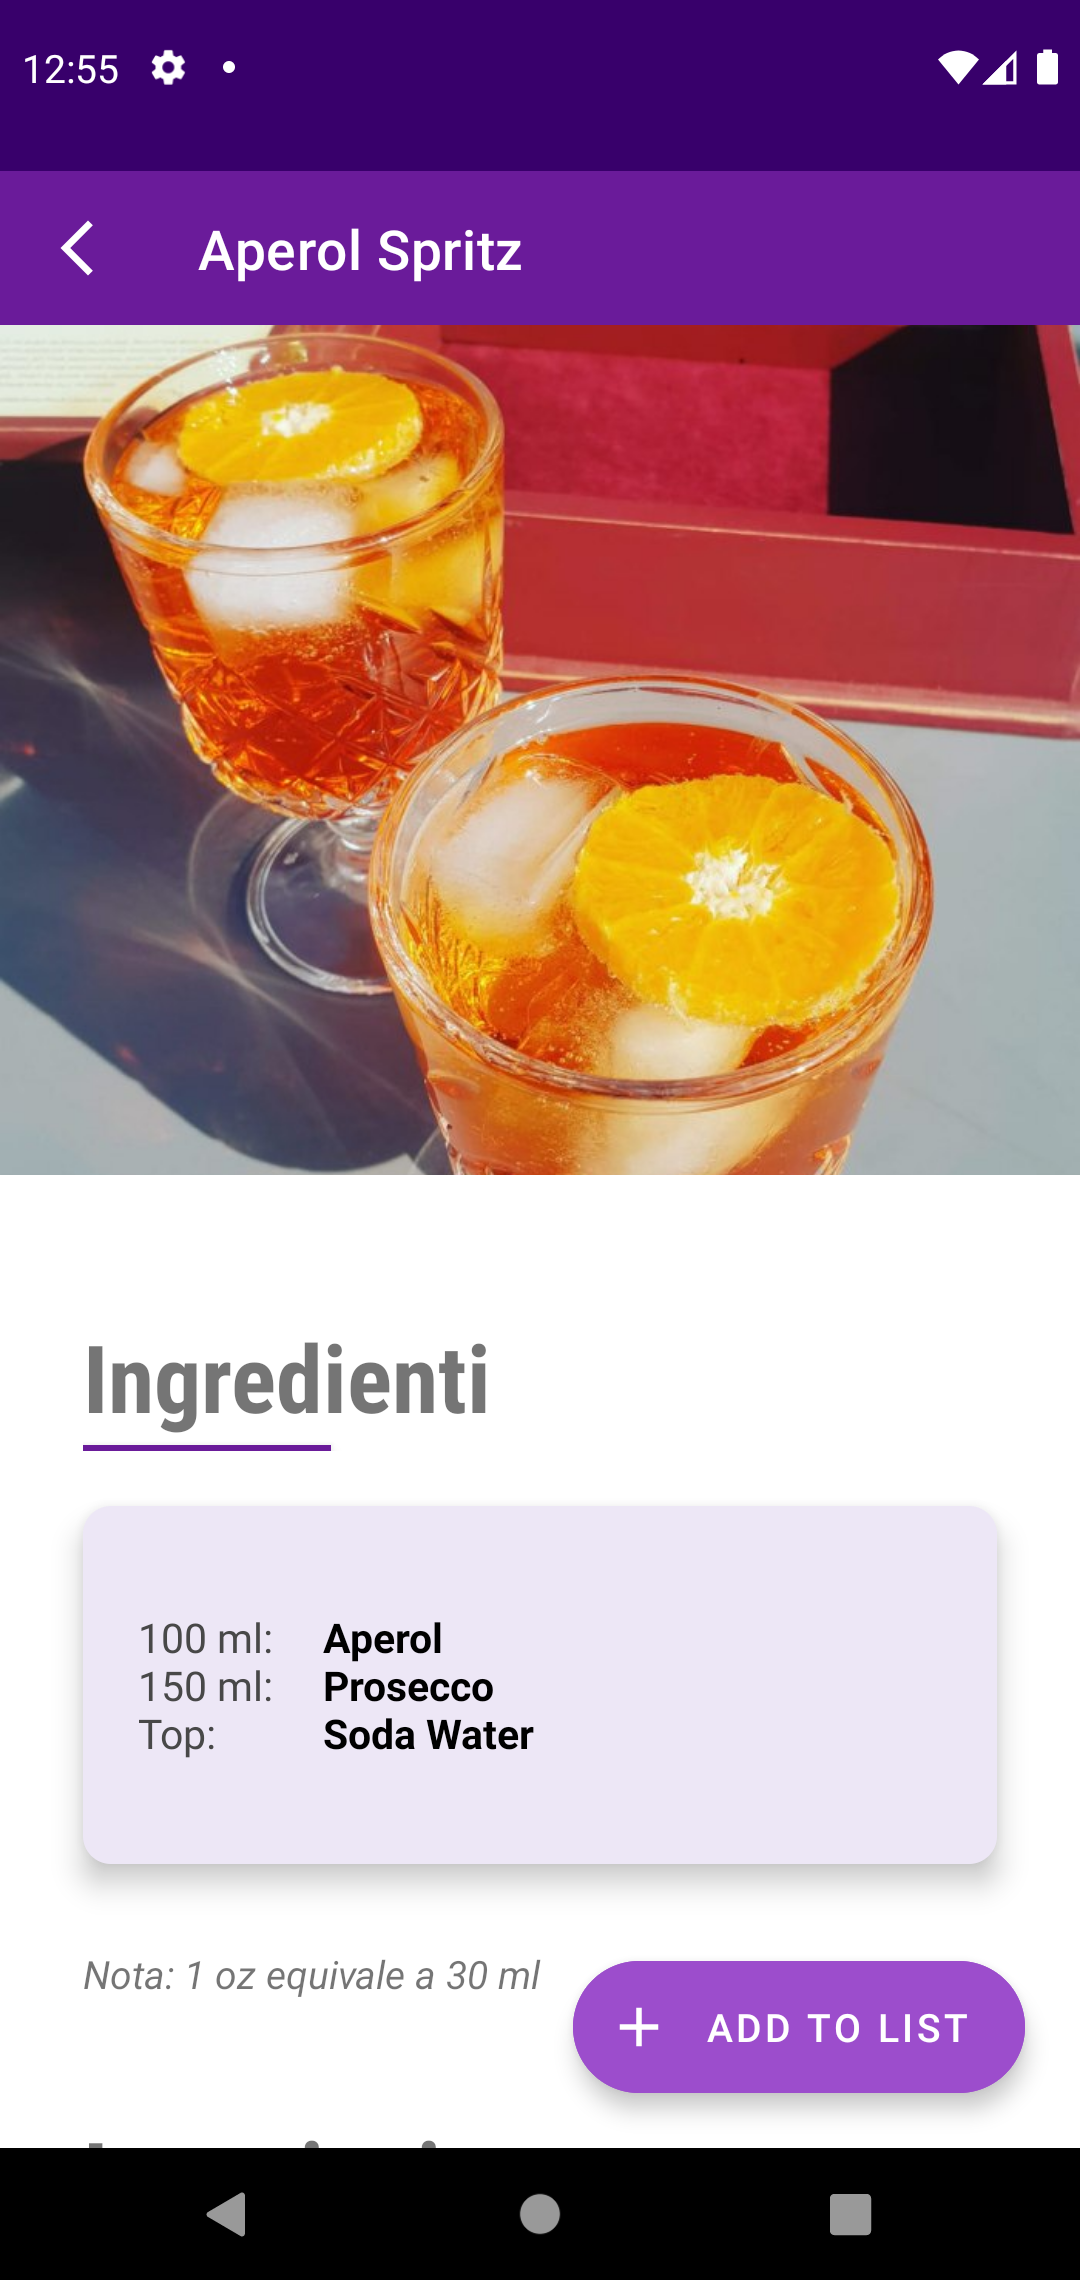 12:55
Aperol Spritz
Ingredienti
100 ml: Aperol
150 ml: Prosecco
Top: Soda Water
Nota: 1 oz equivale a 30 ml
ADD TO LIST